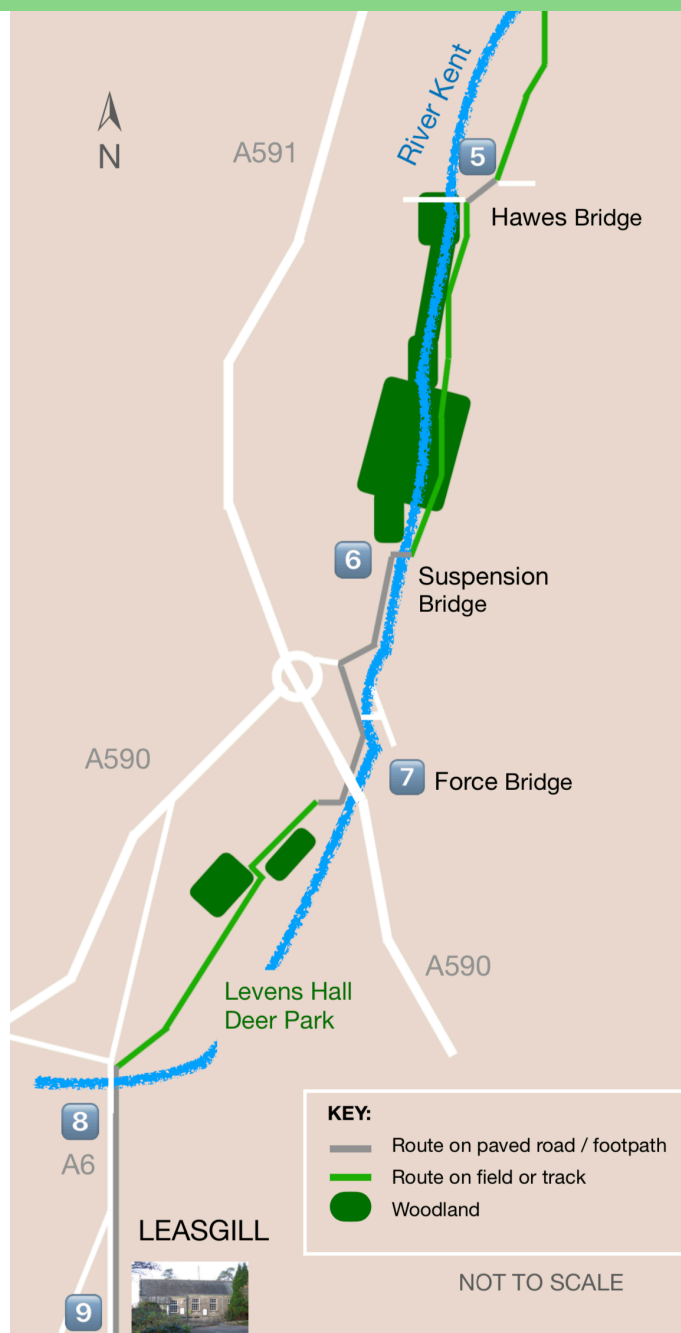 River Kent
A591
5
N
Hawes Bridge
6
Suspension
Bridge
A590
7
Force Bridge
A590
Levens Hall
Deer Park
KEY:
Route on paved road / footpath
Route on field or track
Woodland
8
A6
LEASGILL
NOT TO SCALE
9